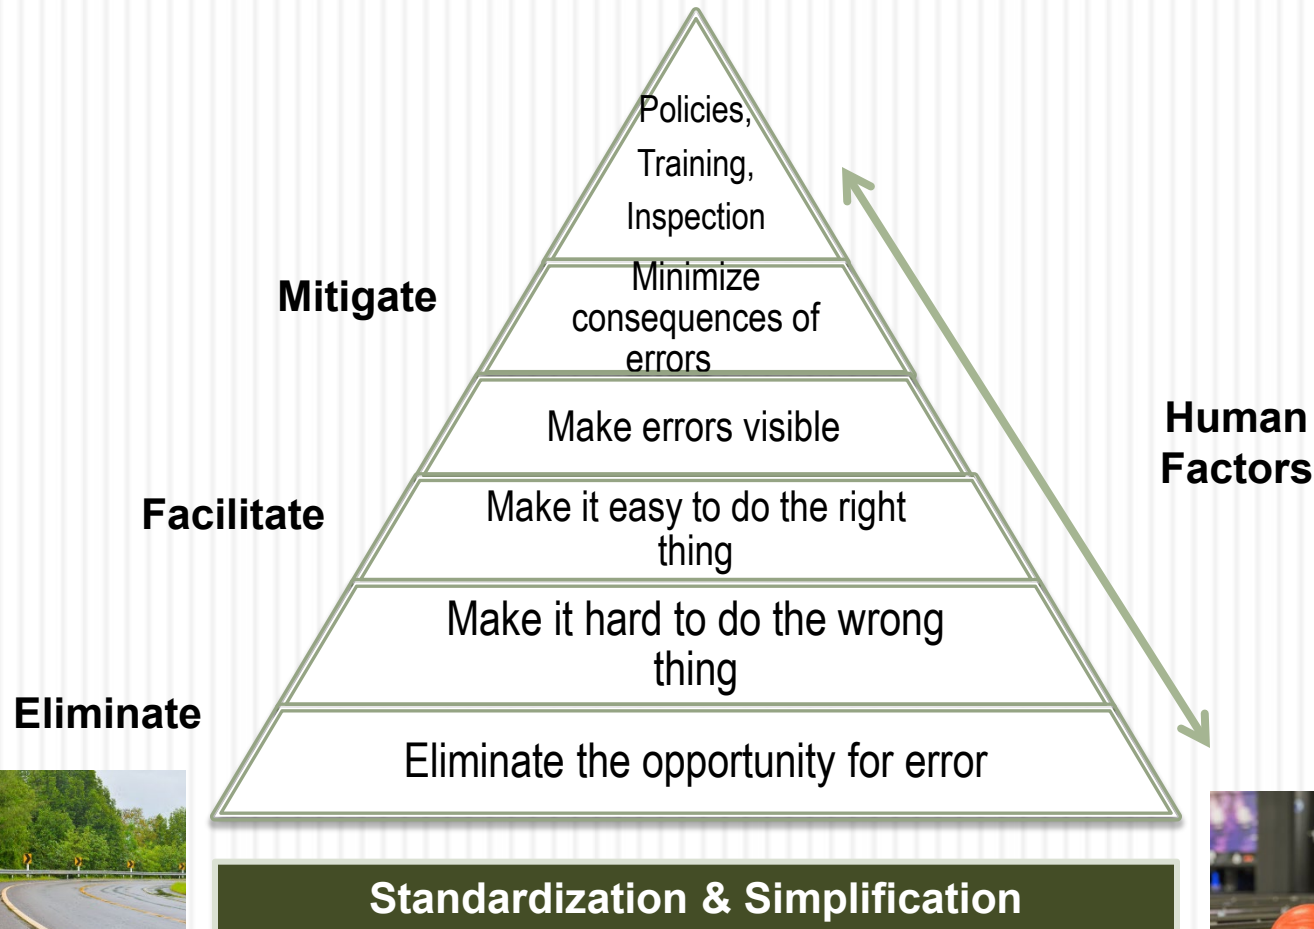 Policies,
Training,
Inspection
Mitigate
Minimize
consequences of
errors
Make errors visible
Human
Factors
Facilitate
Make it easy to do the right
thing
Make it hard to do the wrong
thing
Eliminate
Eliminate the opportunity for error
Standardization & Simplification